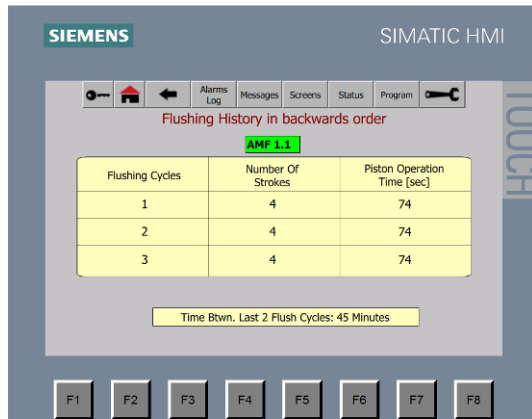 SIEMENS
SIMATIC HMI
TOUCH
Alarms Log
Messages
Screens
Status
Program
Flushing History in backwards order
AMF 1.1
Flushing Cycles
Number Of Strokes
Piston Operation Time [sec]
1 4 74
2 4 74
3 4 74
Time Btwn. Last 2 Flush Cycles: 45 Minutes
F1 F2 F3 F4 F5 F6 F7 F8